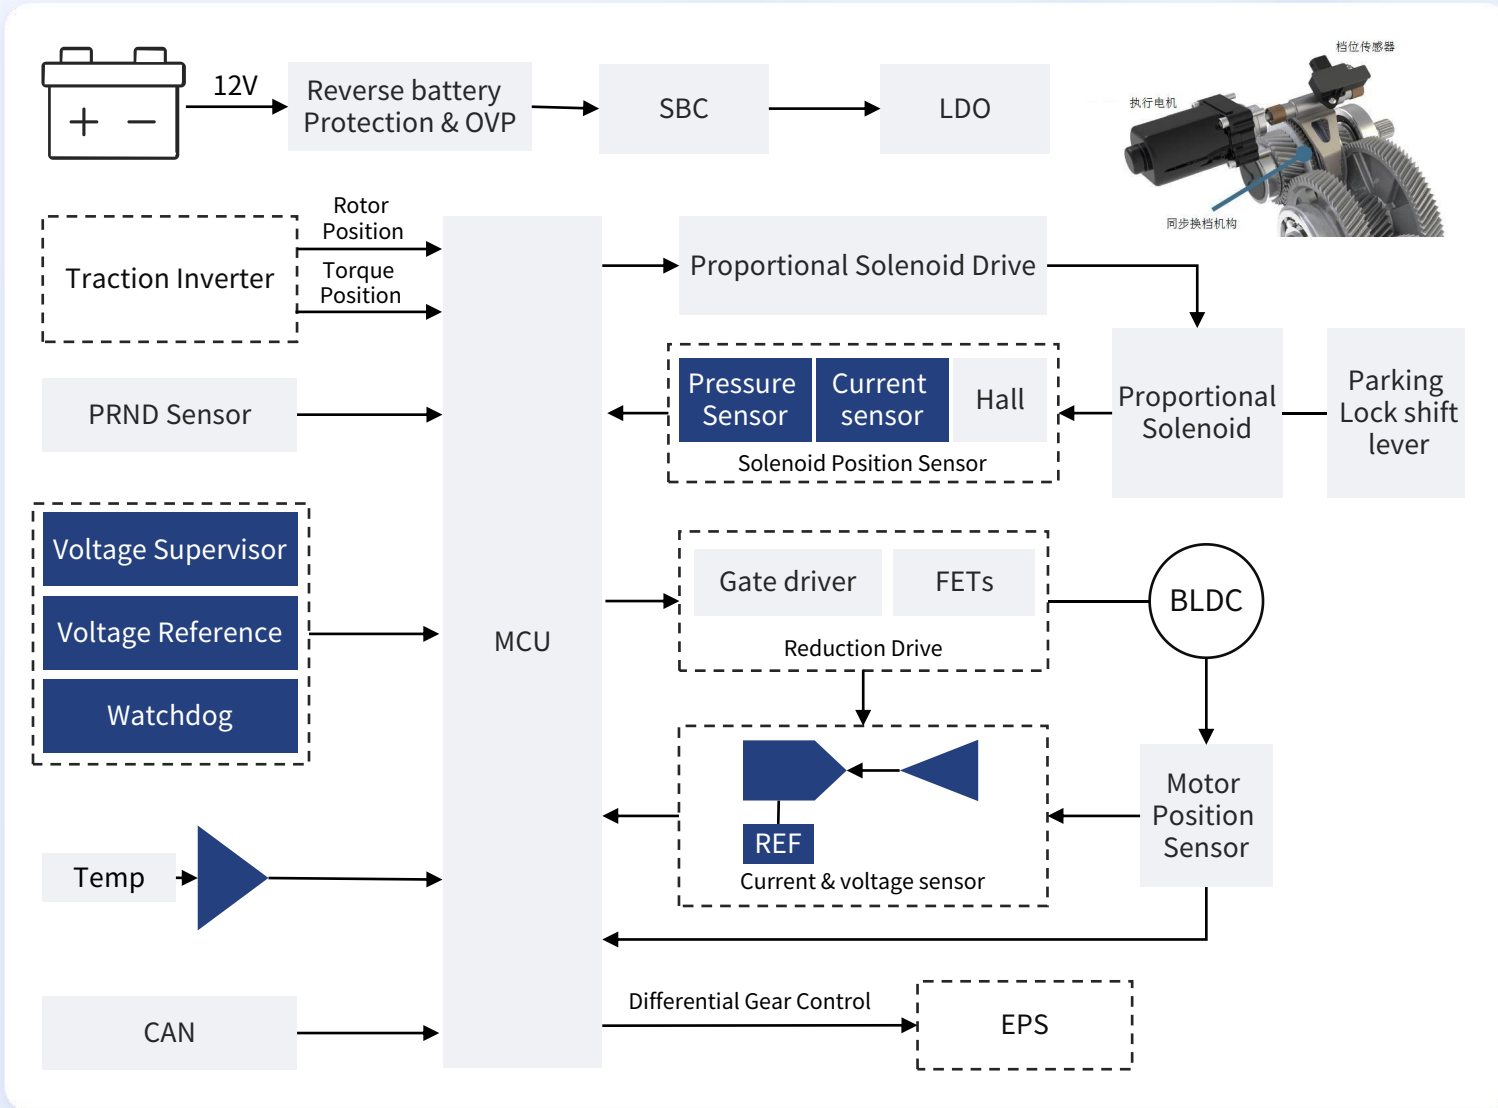 12V
Reverse battery
Protection & OVP
SBC
LDO
档位传感器
执行电机
同步换档机构
Traction Inverter
Rotor
Position
Torque
Position
PRND Sensor
Voltage Supervisor
Voltage Reference
Watchdog
Temp
CAN
MCU
Proportional Solenoid Drive
Pressure
Sensor
Current
sensor
Hall
Solenoid Position Sensor
Proportional
Solenoid
Parking
Lock shift
lever
Gate driver
FETs
Reduction Drive
BLDC
REF
Current & voltage sensor
Motor
Position
Sensor
Differential Gear Control
EPS